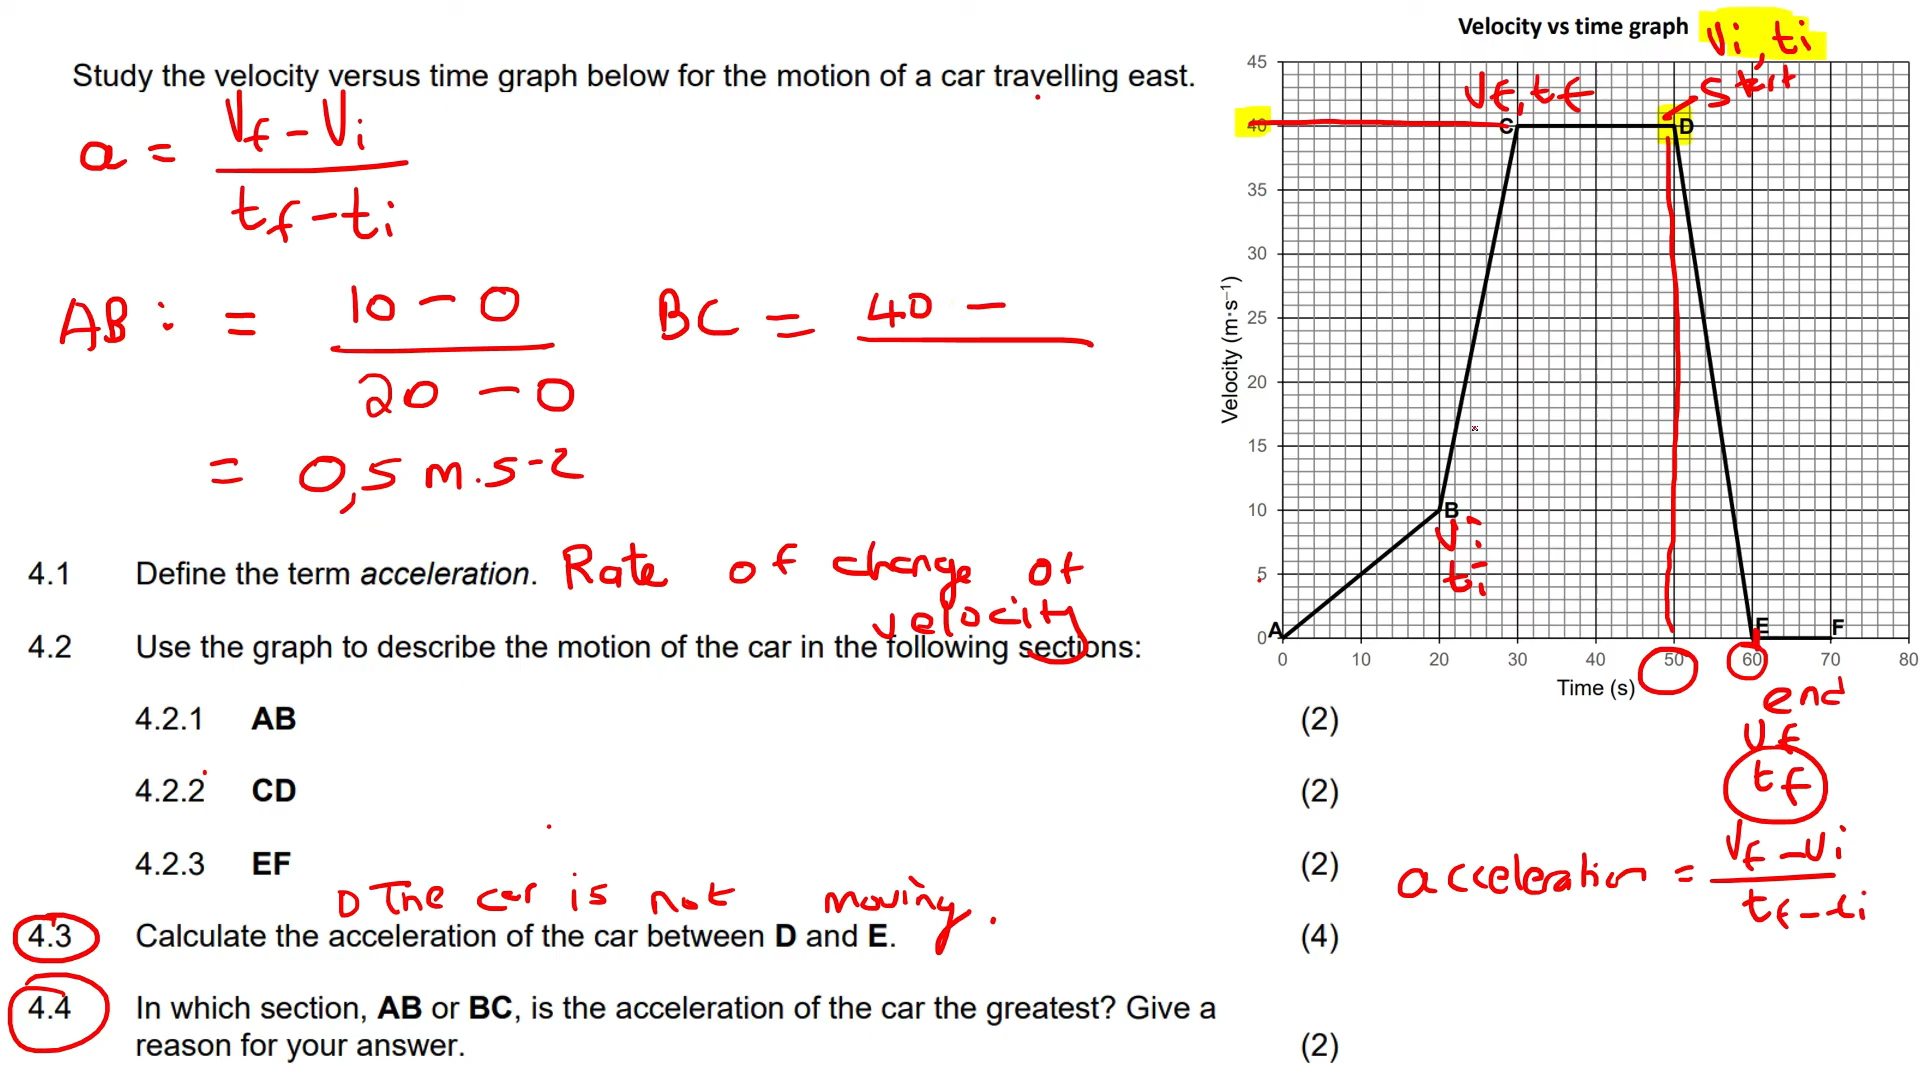 Velocity vs time graph
Vi, ti
Start
Study the velocity versus time graph below for the motion of a car travelling east.
a = Vf - Vi
tf - ti
AB : = 10 - 0
20 - 0
= 0,5 m.s-2
BC = 40 -
Vf, tf
45
40
35
30
25
20
15
10
5
0
Velocity (m·s⁻¹)
A
B
C
D
E
F
Vi
ti
0 10 20 30 40 50 60 70 80
Time (s)
end
Vf
tf
acceleration = Vf - Vi
tf - ti
4.1 Define the term acceleration. Rate of change of
velocity
4.2 Use the graph to describe the motion of the car in the following sections:
4.2.1 AB (2)
4.2.2 CD (2)
4.2.3 EF (2)
The car is not moving.
4.3 Calculate the acceleration of the car between D and E. (4)
4.4 In which section, AB or BC, is the acceleration of the car the greatest? Give a
reason for your answer. (2)